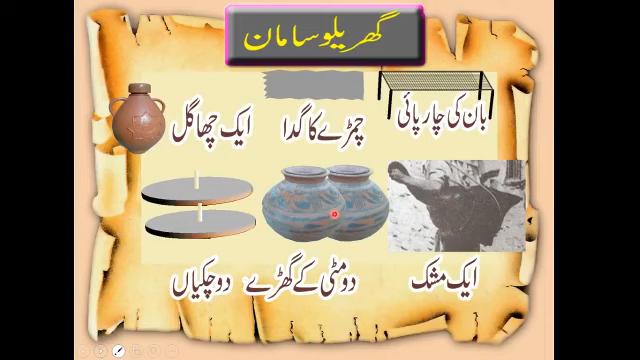 گھریلو سامان
بان کی چارپائی
چمڑے کا گدا
ایک چھاگل
ایک مشک
دو مٹی کے گھڑے
دو چکیاں